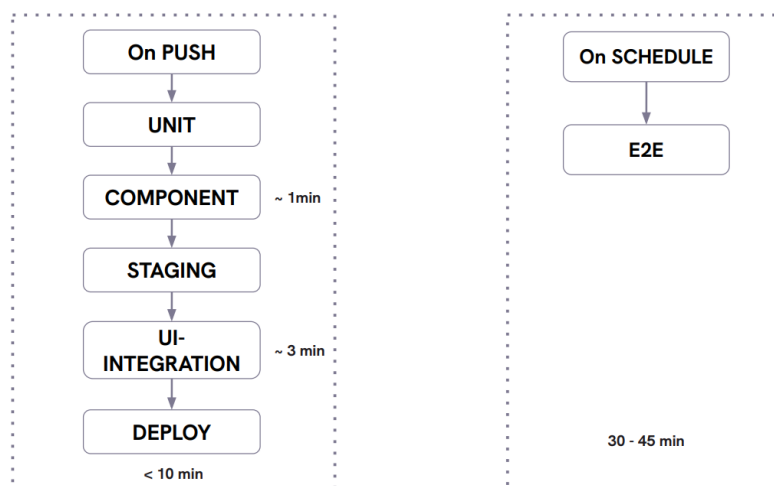 On PUSH
UNIT
COMPONENT
~ 1min
STAGING
UI-
INTEGRATION
~ 3 min
DEPLOY
< 10 min
On SCHEDULE
E2E
30 - 45 min